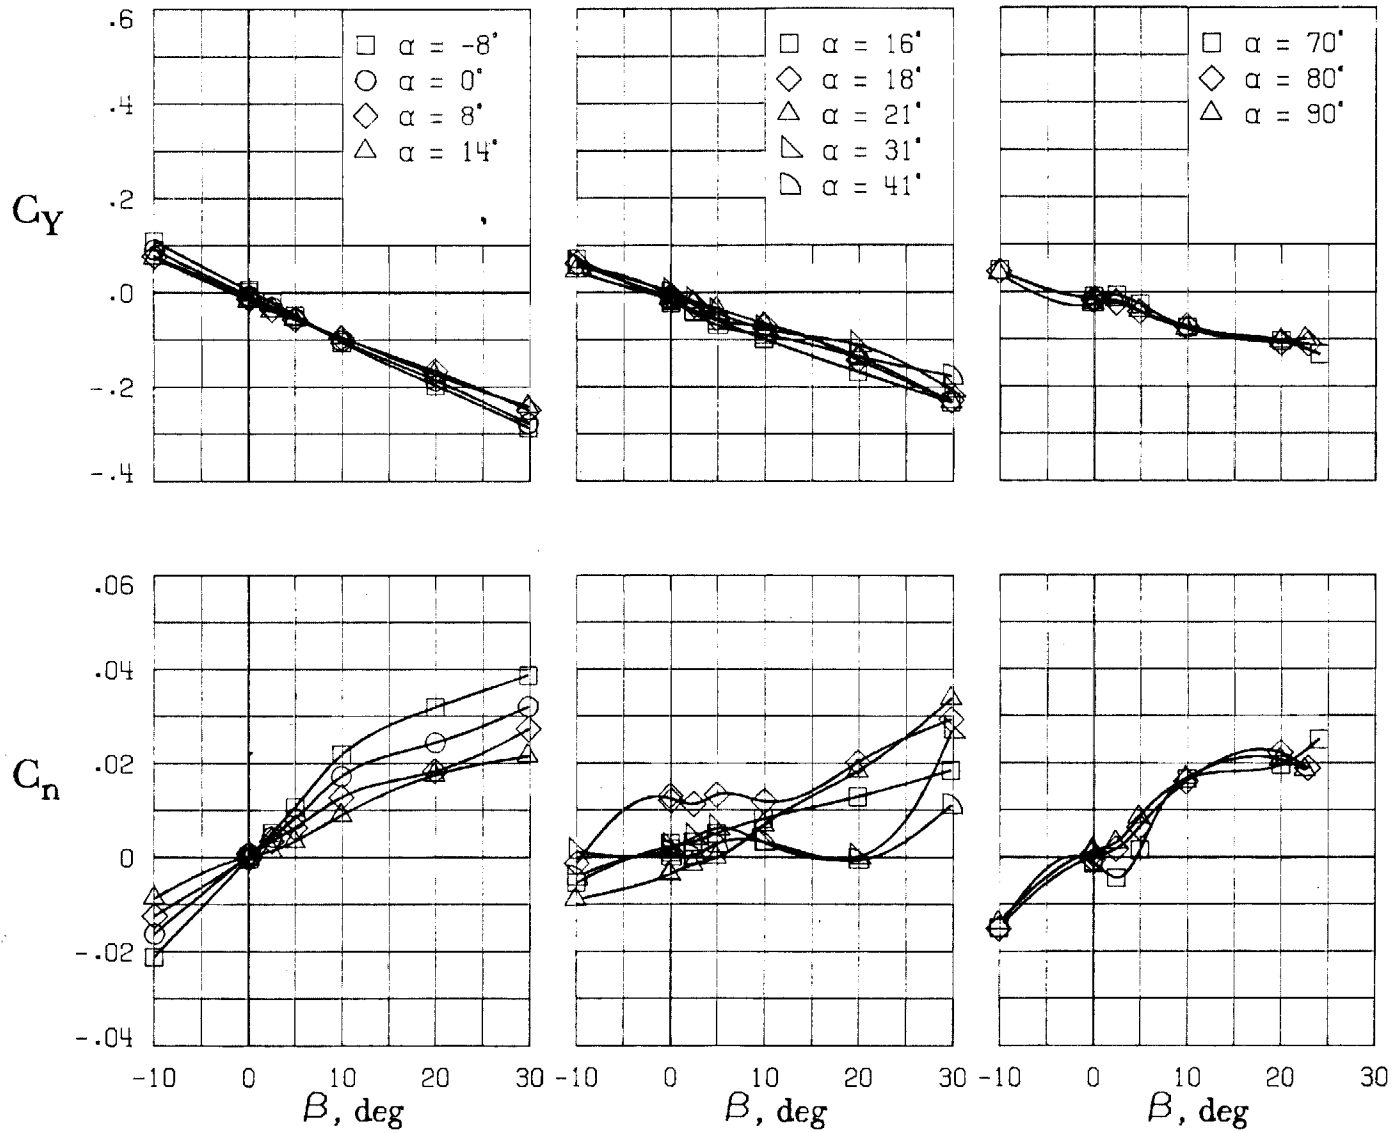 .6
.4
.2
.0
-.2
-.4
C_Y
α = -8°
α = 0°
α = 8°
α = 14°
α = 16°
α = 18°
α = 21°
α = 31°
α = 41°
α = 70°
α = 80°
α = 90°
.06
.04
.02
0
-.02
-.04
C_n
-10 0 10 20 30
β, deg
-10 0 10 20 30
β, deg
-10 0 10 20 30
β, deg